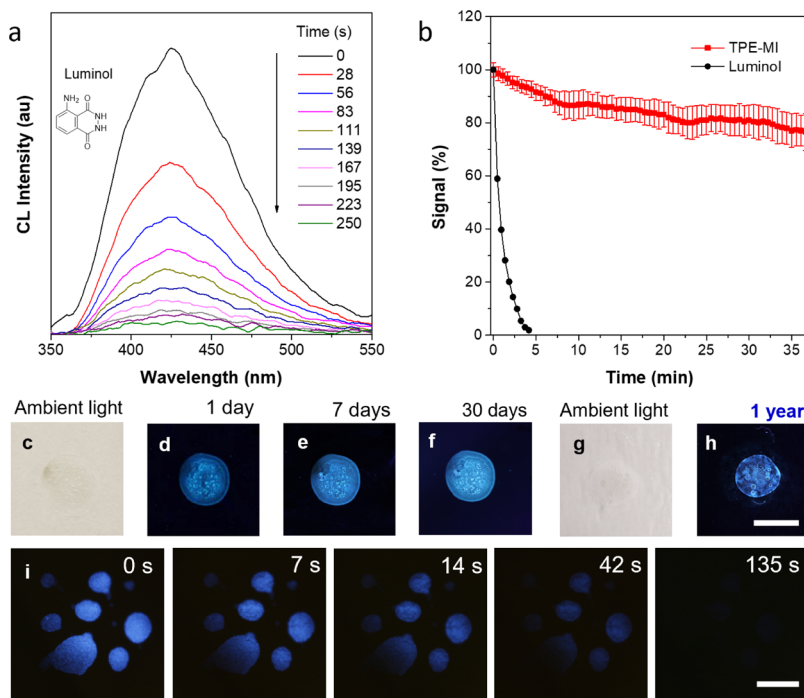 a
Time (s)
0
28
56
83
111
139
167
195
223
250
Luminol
NH₂
O
NH
NH
O
CL Intensity (au)
350 400 450 500 550
Wavelength (nm)
b
TPE-MI
Luminol
Signal (%)
120
100
80
60
40
20
0
0 5 10 15 20 25 30 35
Time (min)
Ambient light 1 day 7 days 30 days Ambient light 1 year
c d e f g h
i 0 s 7 s 14 s 42 s 135 s